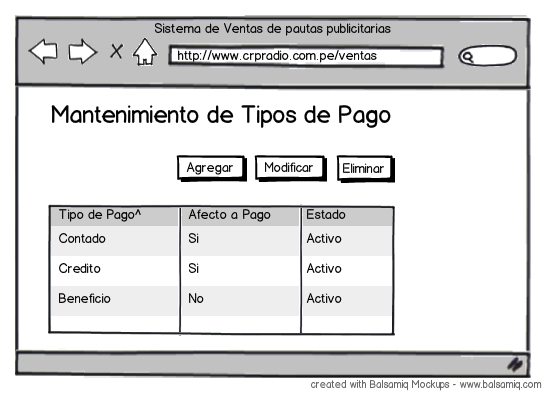 Sistema de Ventas de pautas publicitarias
http://www.crpradio.com.pe/ventas
Mantenimiento de Tipos de Pago
Agregar Modificar Eliminar
Tipo de Pago^ Afecto a Pago Estado
Contado Si Activo
Credito Si Activo
Beneficio No Activo
created with Balsamiq Mockups - www.balsamiq.com